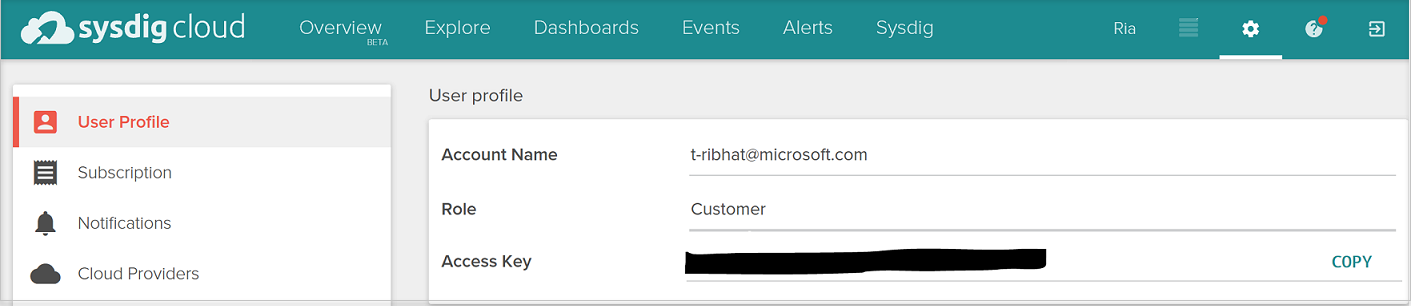 sysdig cloud Overview BETA Explore Dashboards Events Alerts Sysdig Ria
User profile
User Profile
Subscription
Notifications
Cloud Providers
Account Name t-ribhat@microsoft.com
Role Customer
Access Key COPY